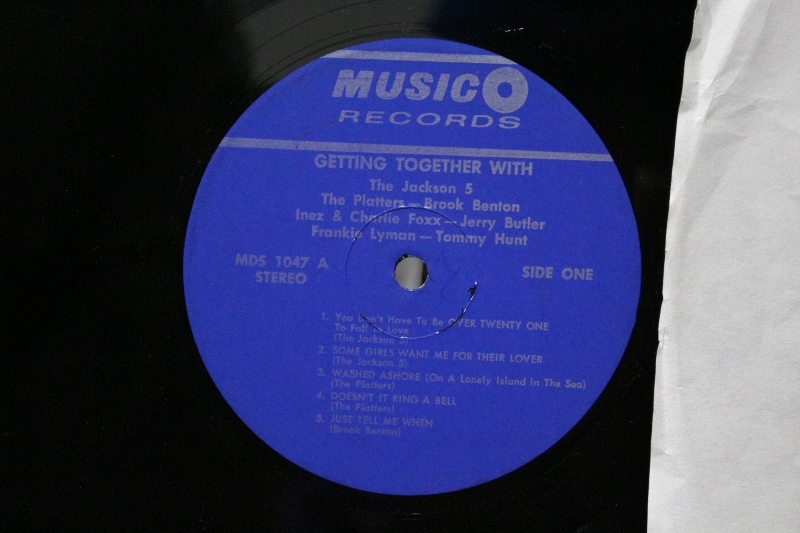 MUSICO
RECORDS
GETTING TOGETHER WITH
The Jackson 5
The Platters — Brook Benton
Inez & Charlie Foxx — Jerry Butler
Frankie Lyman — Tommy Hunt
MDS 1047 A
STEREO
SIDE ONE
1. You Don't Have To Be OVER TWENTY ONE
To Fall In Love
(The Jackson 5)
2. SOME GIRLS WANT ME FOR THEIR LOVER
(The Jackson 5)
3. WASHED ASHORE (On A Lonely Island In The Sea)
(The Platters)
4. DOESN'T IT RING A BELL
(The Platters)
5. JUST TELL ME WHEN
(Brook Benton)